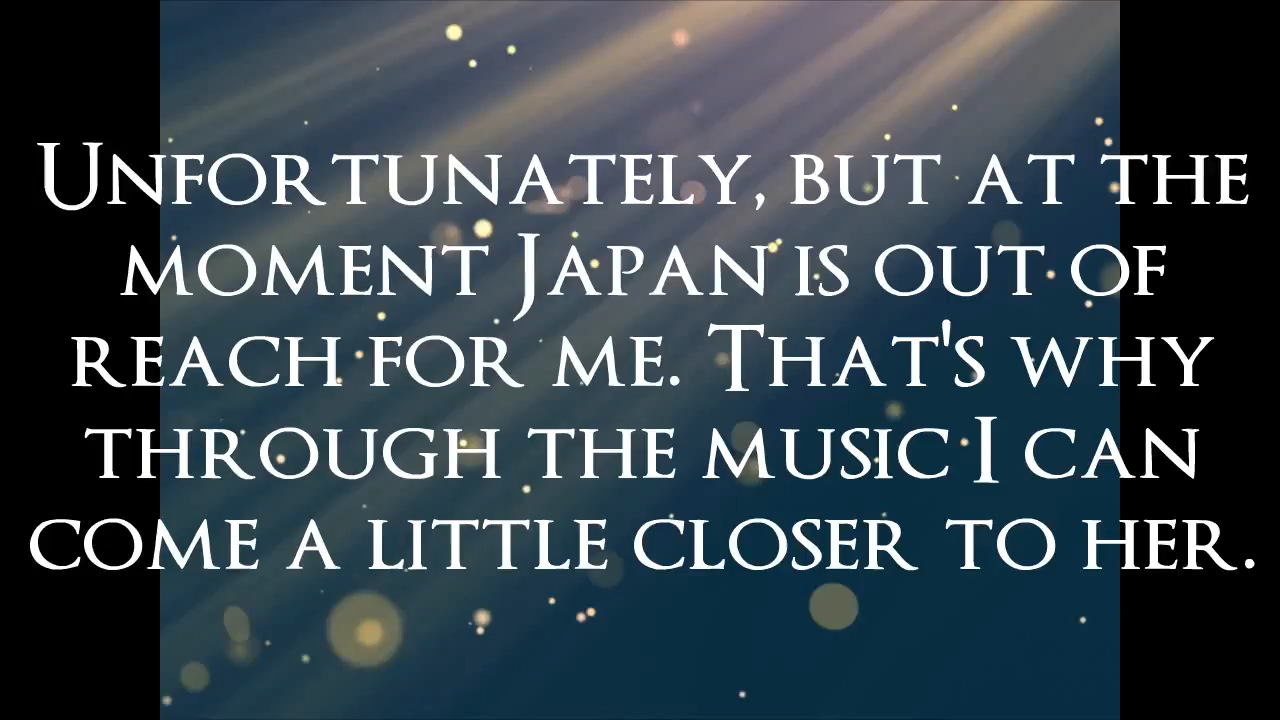 Unfortunately, but at the
moment Japan is out of
reach for me. That's why
through the music I can
come a little closer to her.